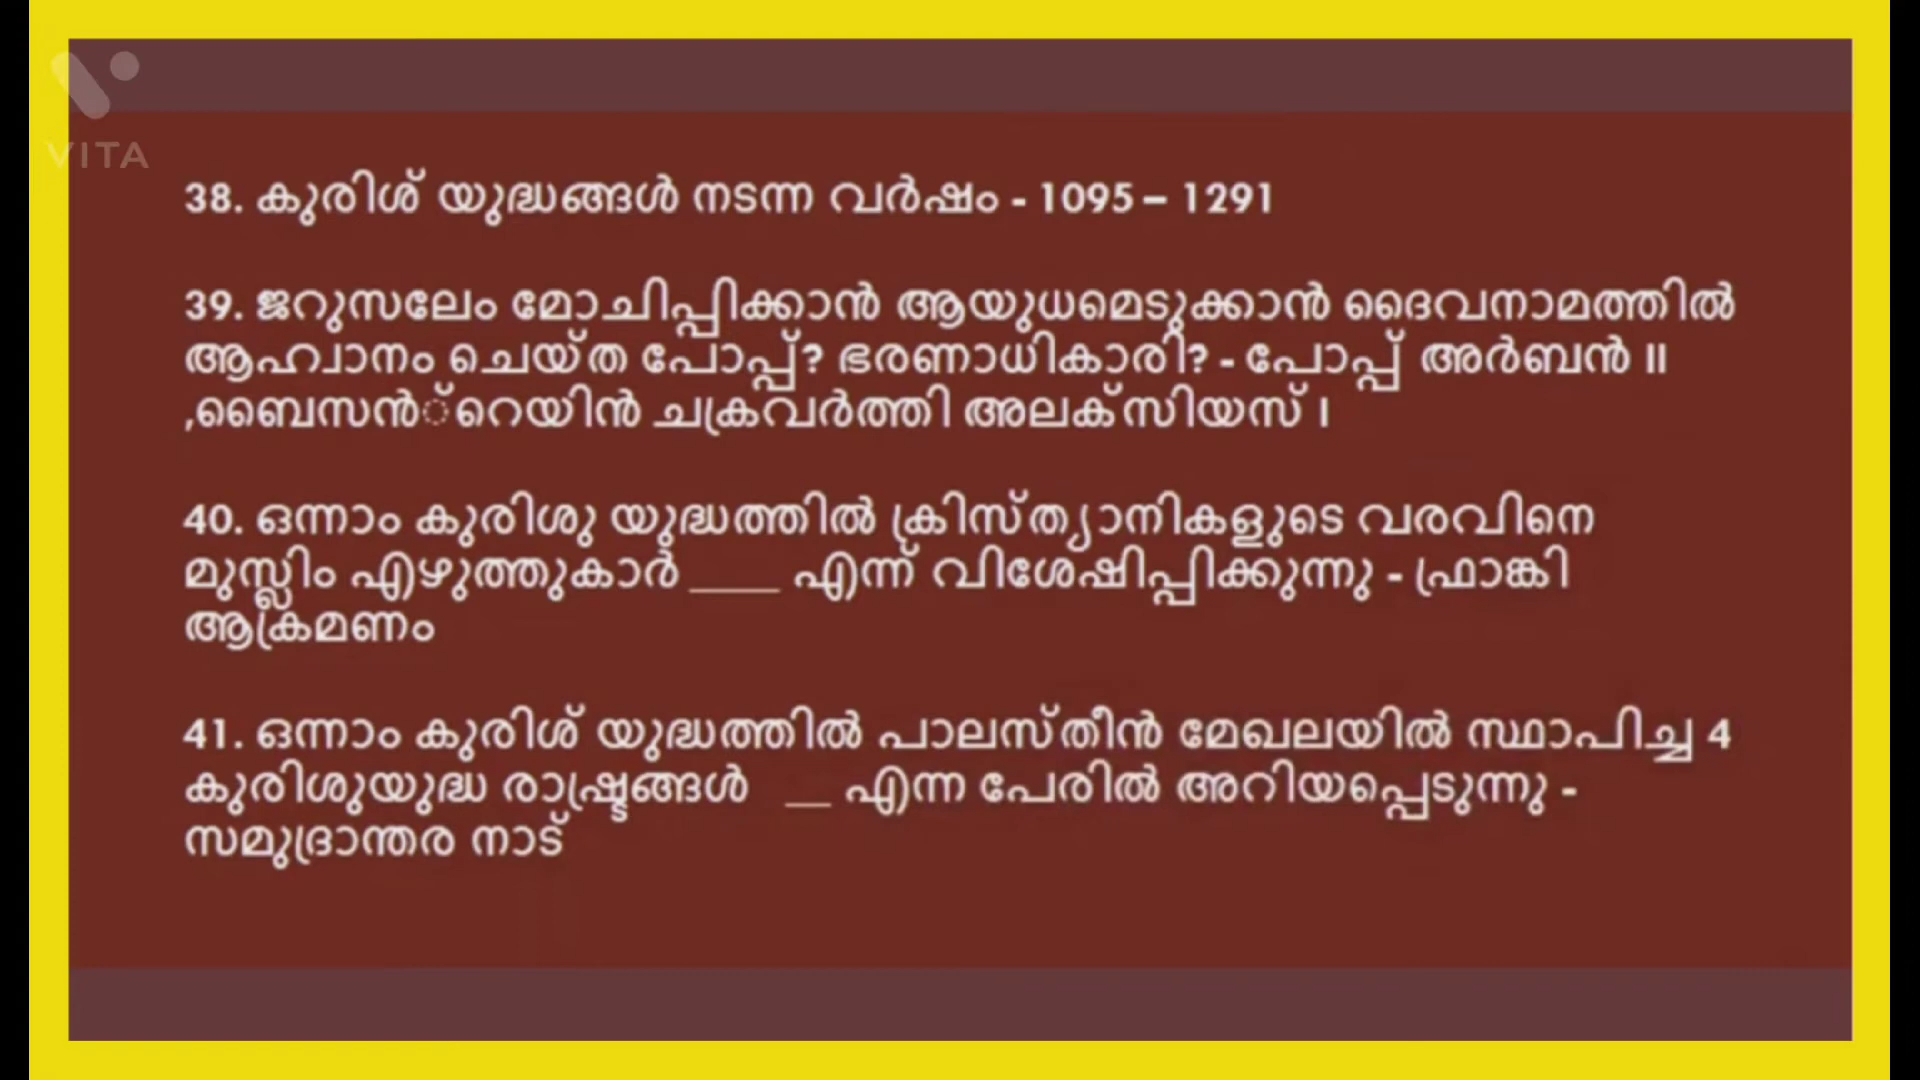 VITA
38. കുരിശ് യുദ്ധങ്ങൾ നടന്ന വർഷം - 1095 – 1291
39. ജറുസലേം മോചിപ്പിക്കാൻ ആയുധമെടുക്കാൻ ദൈവനാമത്തിൽ
ആഹ്വാനം ചെയ്ത പോപ്പ്? ഭരണാധികാരി? - പോപ്പ് അർബൻ II
,ബൈസൻ്റെയിൻ ചക്രവർത്തി അലക്സിയസ് I
40. ഒന്നാം കുരിശു യുദ്ധത്തിൽ ക്രിസ്ത്യാനികളുടെ വരവിനെ
മുസ്ലിം എഴുത്തുകാർ ____ എന്ന് വിശേഷിപ്പിക്കുന്നു - ഫ്രാങ്കി
ആക്രമണം
41. ഒന്നാം കുരിശ് യുദ്ധത്തിൽ പാലസ്തീൻ മേഖലയിൽ സ്ഥാപിച്ച 4
കുരിശുയുദ്ധ രാഷ്ട്രങ്ങൾ __ എന്ന പേരിൽ അറിയപ്പെടുന്നു -
സമുദ്രാന്തര നാട്